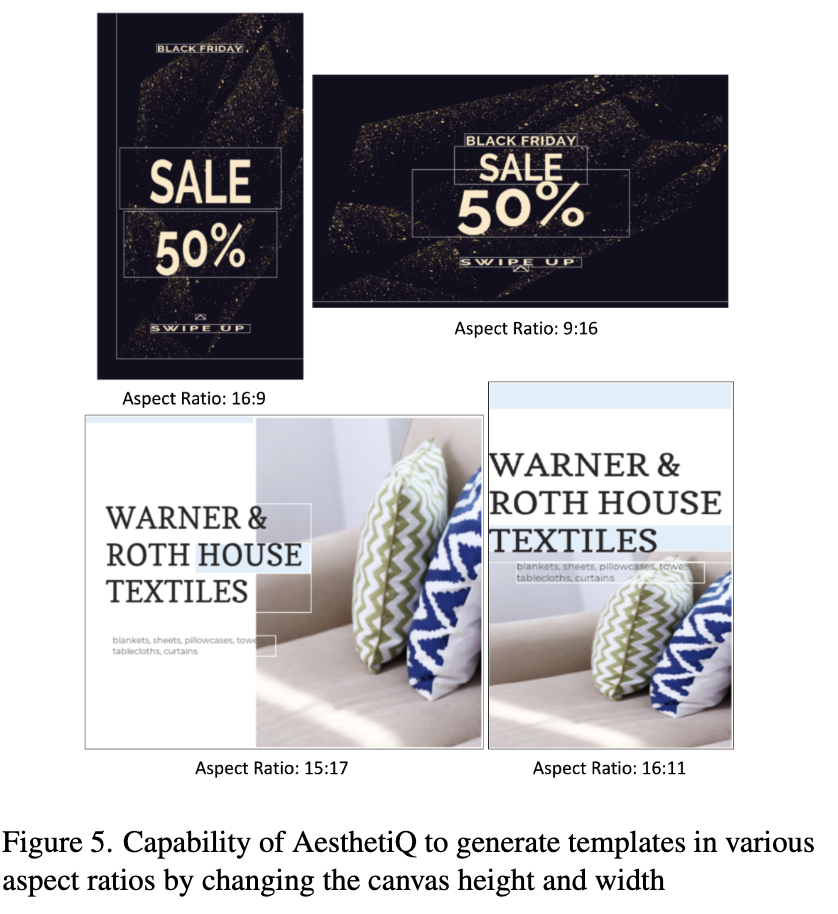 BLACK FRIDAY
SALE
50%
SWIPE UP
Aspect Ratio: 16:9
BLACK FRIDAY
SALE
50%
SWIPE UP
Aspect Ratio: 9:16
WARNER &
ROTH HOUSE
TEXTILES
blankets, sheets, pillowcases,
tablecloths, curtains
Aspect Ratio: 15:17
WARNER &
ROTH HOUSE
TEXTILES
blankets, sheets, pillowcases,
tablecloths, curtains
Aspect Ratio: 16:11
Figure 5. Capability of AesthetiQ to generate templates in various
aspect ratios by changing the canvas height and width